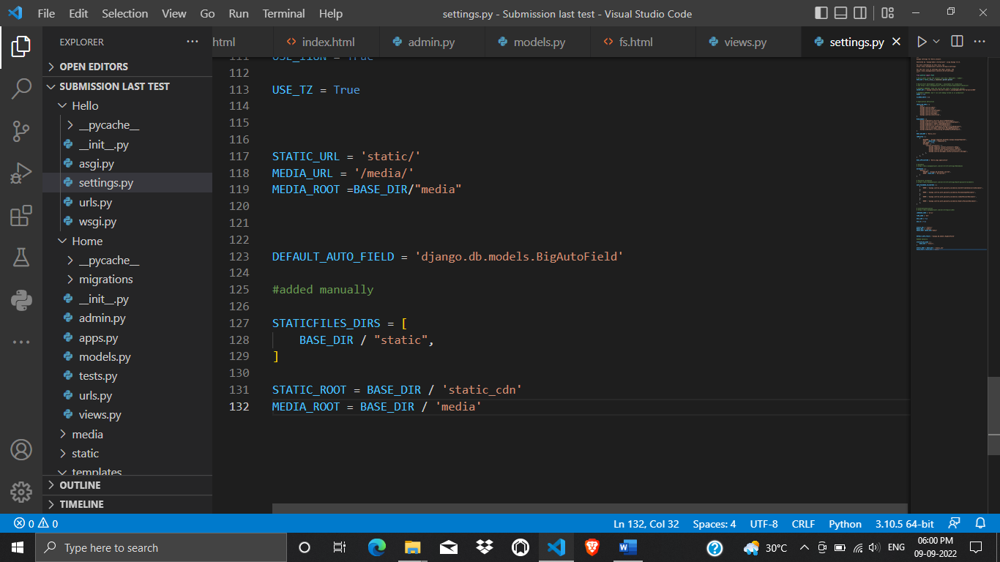 File Edit Selection View Go Run Terminal Help settings.py - Submission last test - Visual Studio Code
EXPLORER
html index.html admin.py models.py fs.html views.py settings.py
OPEN EDITORS
SUBMISSION LAST TEST
Hello
__pycache__
__init__.py
asgi.py
settings.py
urls.py
wsgi.py
Home
__pycache__
migrations
__init__.py
admin.py
apps.py
models.py
tests.py
urls.py
views.py
media
static
templates
OUTLINE
TIMELINE
111 USE_I18N = True
112
113 USE_TZ = True
114
115
116
117 STATIC_URL = 'static/'
118 MEDIA_URL = '/media/'
119 MEDIA_ROOT =BASE_DIR/"media"
120
121
122
123 DEFAULT_AUTO_FIELD = 'django.db.models.BigAutoField'
124
125 #added manually
126
127 STATICFILES_DIRS = [
128 BASE_DIR / "static",
129 ]
130
131 STATIC_ROOT = BASE_DIR / 'static_cdn'
132 MEDIA_ROOT = BASE_DIR / 'media'
0 0 Ln 132, Col 32 Spaces: 4 UTF-8 CRLF Python 3.10.5 64-bit
Type here to search 30°C ENG 06:00 PM
09-09-2022